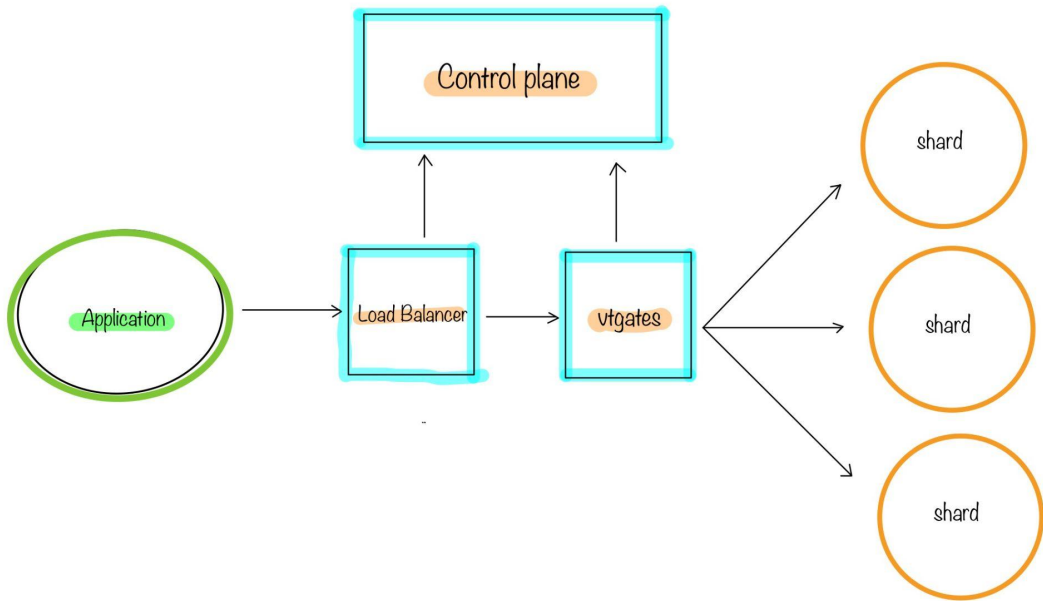 Control plane
shard
Application
Load Balancer
vtgates
shard
shard